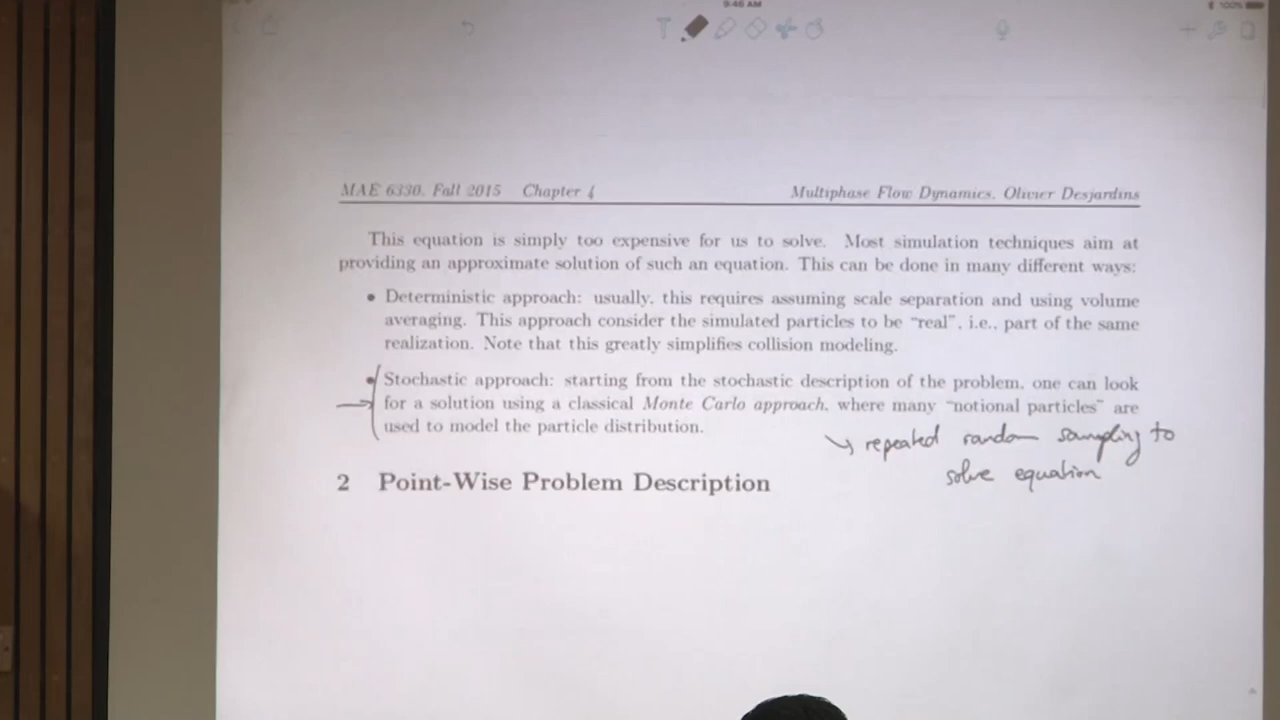 9:46 AM
100%
T
MAE 6330, Fall 2015 Chapter 4 Multiphase Flow Dynamics, Olivier Desjardins
This equation is simply too expensive for us to solve. Most simulation techniques aim at
providing an approximate solution of such an equation. This can be done in many different ways:
• Deterministic approach: usually, this requires assuming scale separation and using volume
averaging. This approach consider the simulated particles to be "real", i.e., part of the same
realization. Note that this greatly simplifies collision modeling.
• Stochastic approach: starting from the stochastic description of the problem, one can look
for a solution using a classical Monte Carlo approach, where many "notional particles" are
used to model the particle distribution.
↳ repeated random sampling to
solve equation
2 Point-Wise Problem Description